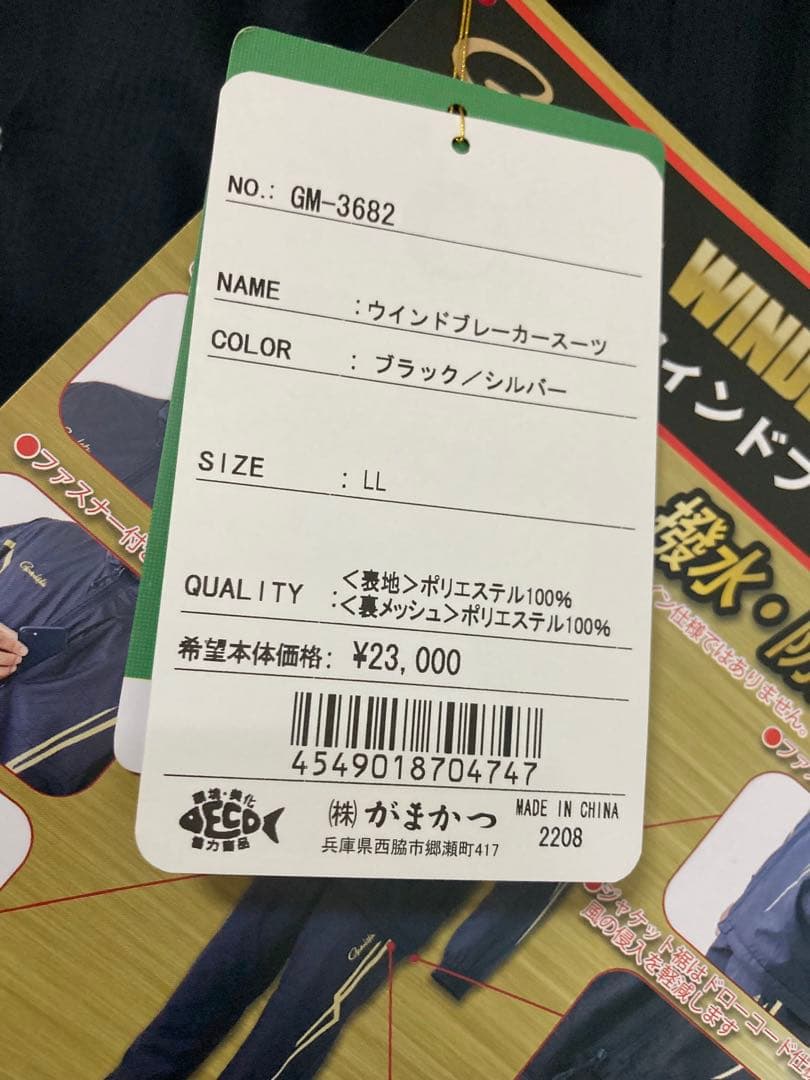 NO.: GM-3682
NAME :ウインドブレーカースーツ
COLOR : ブラック／シルバー
SIZE : LL
QUALITY :<表地>ポリエステル100%
:<裏メッシュ>ポリエステル100%
希望本体価格: ¥23,000
4549018704747
環境・美化
ECO
協力商品
(株) がまかつ
兵庫県西脇市郷瀬町417
MADE IN CHINA
2208
WIND
インドブ
撥水・防
イン仕様ではありません。
●ファスナー付き
●ファ
Gamakatsu
Gamakatsu
●ジャケット裾はドローコード仕
風の侵入を軽減します